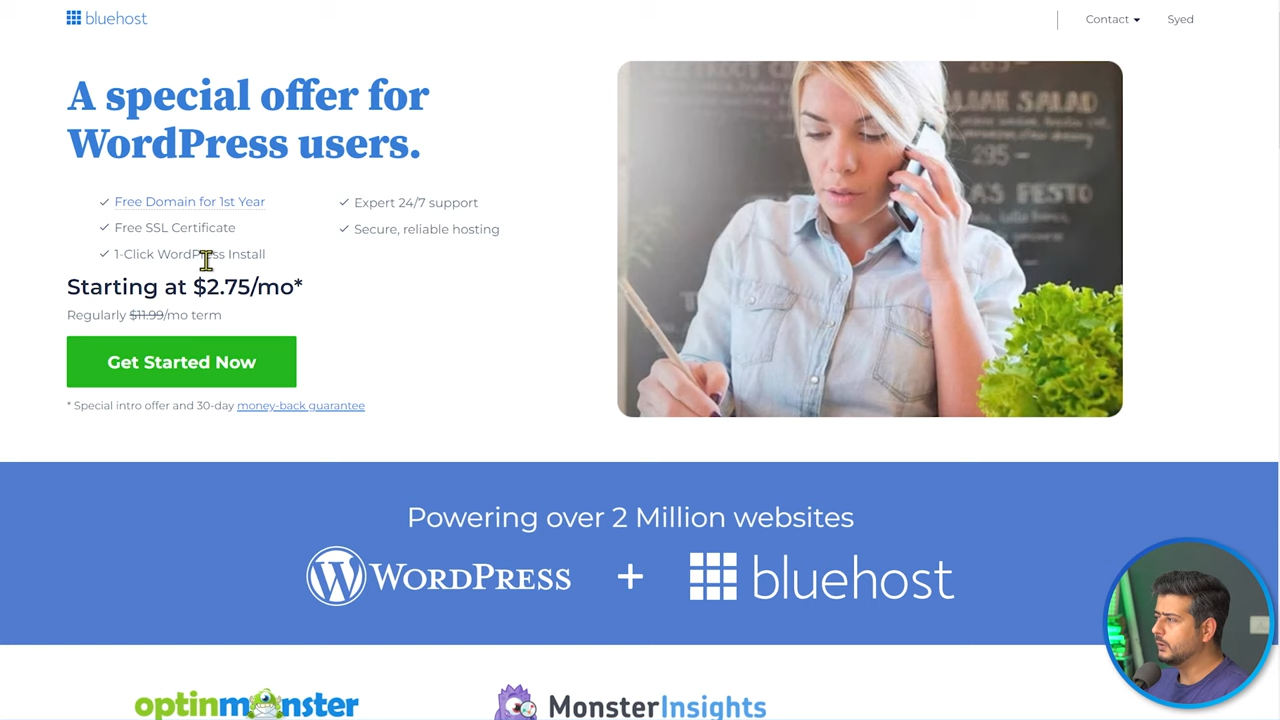 bluehost
Contact
Syed
A special offer for
WordPress users.
Free Domain for 1st Year
Free SSL Certificate
1-Click WordPress Install
Expert 24/7 support
Secure, reliable hosting
Starting at $2.75/mo*
Regularly $11.99/mo term
Get Started Now
* Special intro offer and 30-day money-back guarantee
295
Powering over 2 Million websites
WORDPRESS + bluehost
optinmonster
MonsterInsights